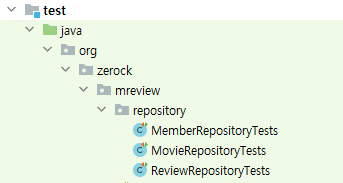 test
java
org
zerock
mreview
repository
MemberRepositoryTests
MovieRepositoryTests
ReviewRepositoryTests